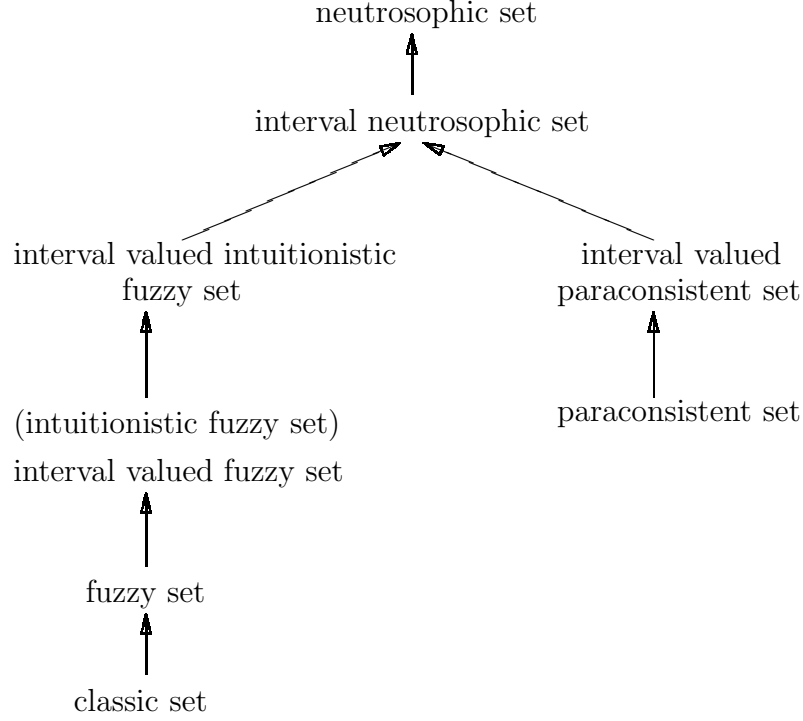 neutrosophic set
interval neutrosophic set
interval valued intuitionistic
fuzzy set
interval valued
paraconsistent set
(intuitionistic fuzzy set)
interval valued fuzzy set
paraconsistent set
fuzzy set
classic set